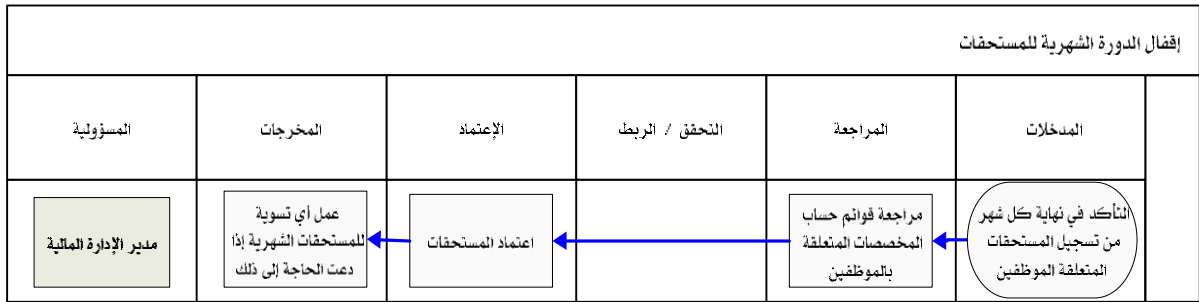 إقفال الدورة الشهرية للمستحقات
المدخلات
المراجعة
التحقق / الربط
الإعتماد
المخرجات
المسؤولية
التأكد في نهاية كل شهر
من تسجيل المستحقات
المتعلقة الموظفين
مراجعة قوائم حساب
المخصصات المتعلقة
بالموظفين
اعتماد المستحقات
عمل أي تسوية
للمستحقات الشهرية إذا
دعت الحاجة إلى ذلك
مدير الإدارة المالية